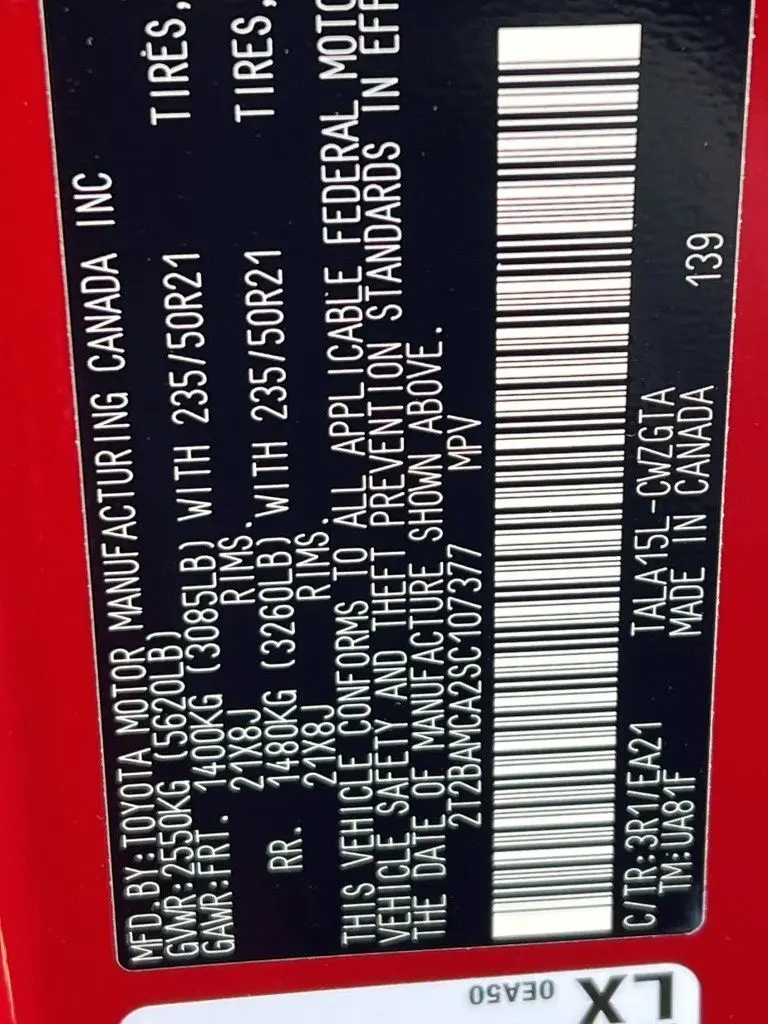 MFD.BY:TOYOTA MOTOR MANUFACTURING CANADA INC
GVWR:2550KG (5620LB)
GAWR:FRT. 1400KG (3085LB) WITH 235/50R21 TIRES,
21X8J RIMS.
RR. 1480KG (3260LB) WITH 235/50R21 TIRES,
21X8J RIMS.
THIS VEHICLE CONFORMS TO ALL APPLICABLE FEDERAL MOTO
VEHICLE SAFETY AND THEFT PREVENTION STANDARDS IN EFF
THE DATE OF MANUFACTURE SHOWN ABOVE.
2T2BAMCA2SC107377 MPV
C/TR:3R17EA21 TALA15L-CWZGTA 139
TM:UA81F MADE IN CANADA
LX 0EA50